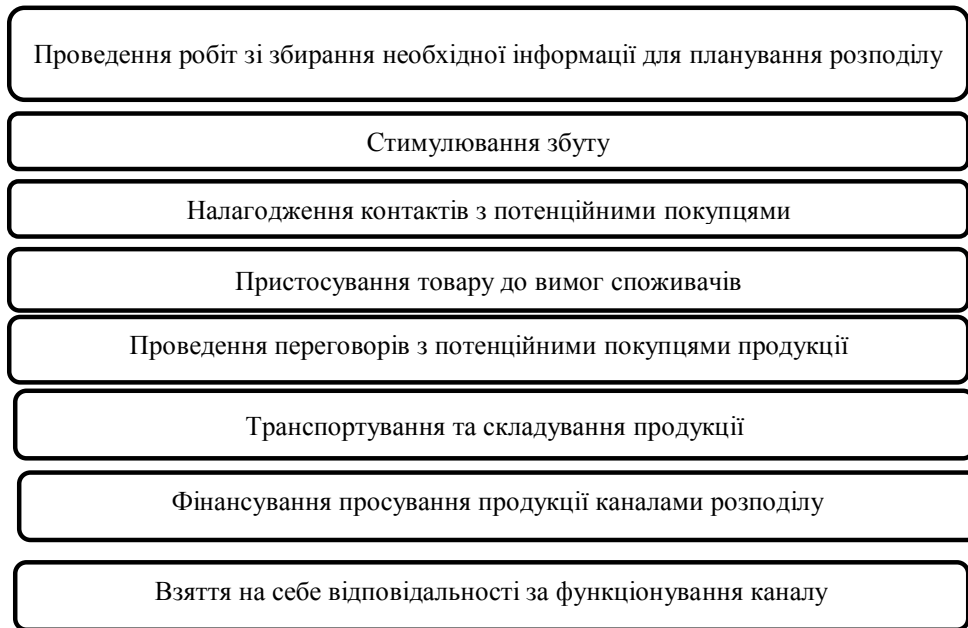 Проведення робіт зі збирання необхідної інформації для планування розподілу
Стимулювання збуту
Налагодження контактів з потенційними покупцями
Пристосування товару до вимог споживачів
Проведення переговорів з потенційними покупцями продукції
Транспортування та складування продукції
Фінансування просування продукції каналами розподілу
Взяття на себе відповідальності за функціонування каналу